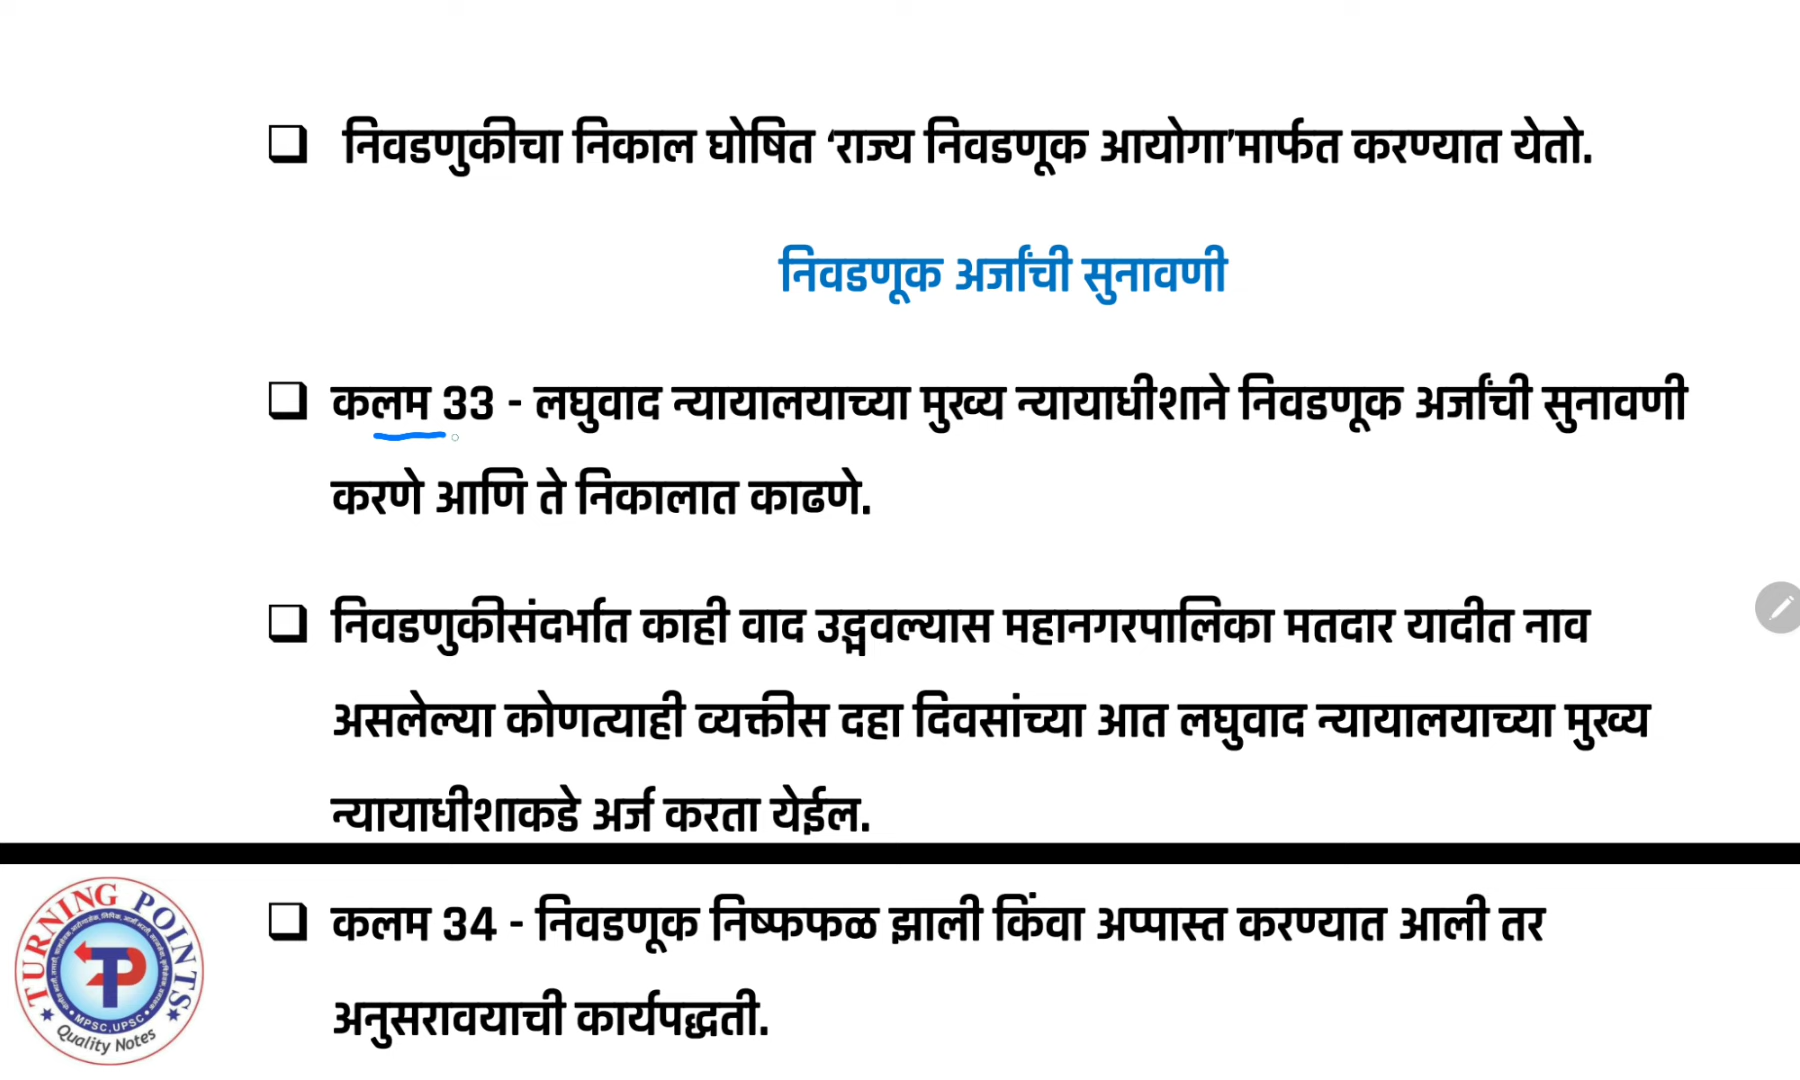 ❑ निवडणुकीचा निकाल घोषित ‘राज्य निवडणूक आयोगा’मार्फत करण्यात येतो.
निवडणूक अर्जांची सुनावणी
❑ कलम 33 - लघुवाद न्यायालयाच्या मुख्य न्यायाधीशाने निवडणूक अर्जांची सुनावणी
करणे आणि ते निकालात काढणे.
❑ निवडणुकीसंदर्भात काही वाद उद्भवल्यास महानगरपालिका मतदार यादीत नाव
असलेल्या कोणत्याही व्यक्तीस दहा दिवसांच्या आत लघुवाद न्यायालयाच्या मुख्य
न्यायाधीशाकडे अर्ज करता येईल.
❑ कलम 34 - निवडणूक निष्फफळ झाली किंवा अप्पास्त करण्यात आली तर
अनुसरावयाची कार्यपद्धती.
TURNING POINTS
TP
MPSC, UPSC
Quality Notes